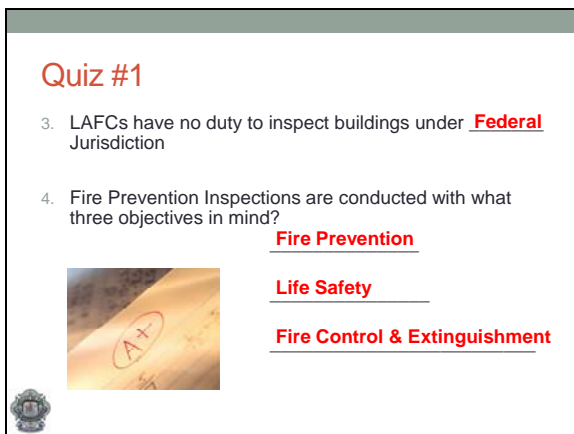 Quiz #1
3. LAFCs have no duty to inspect buildings under Federal
Jurisdiction
4. Fire Prevention Inspections are conducted with what
three objectives in mind?
Fire Prevention
Life Safety
Fire Control & Extinguishment
A+